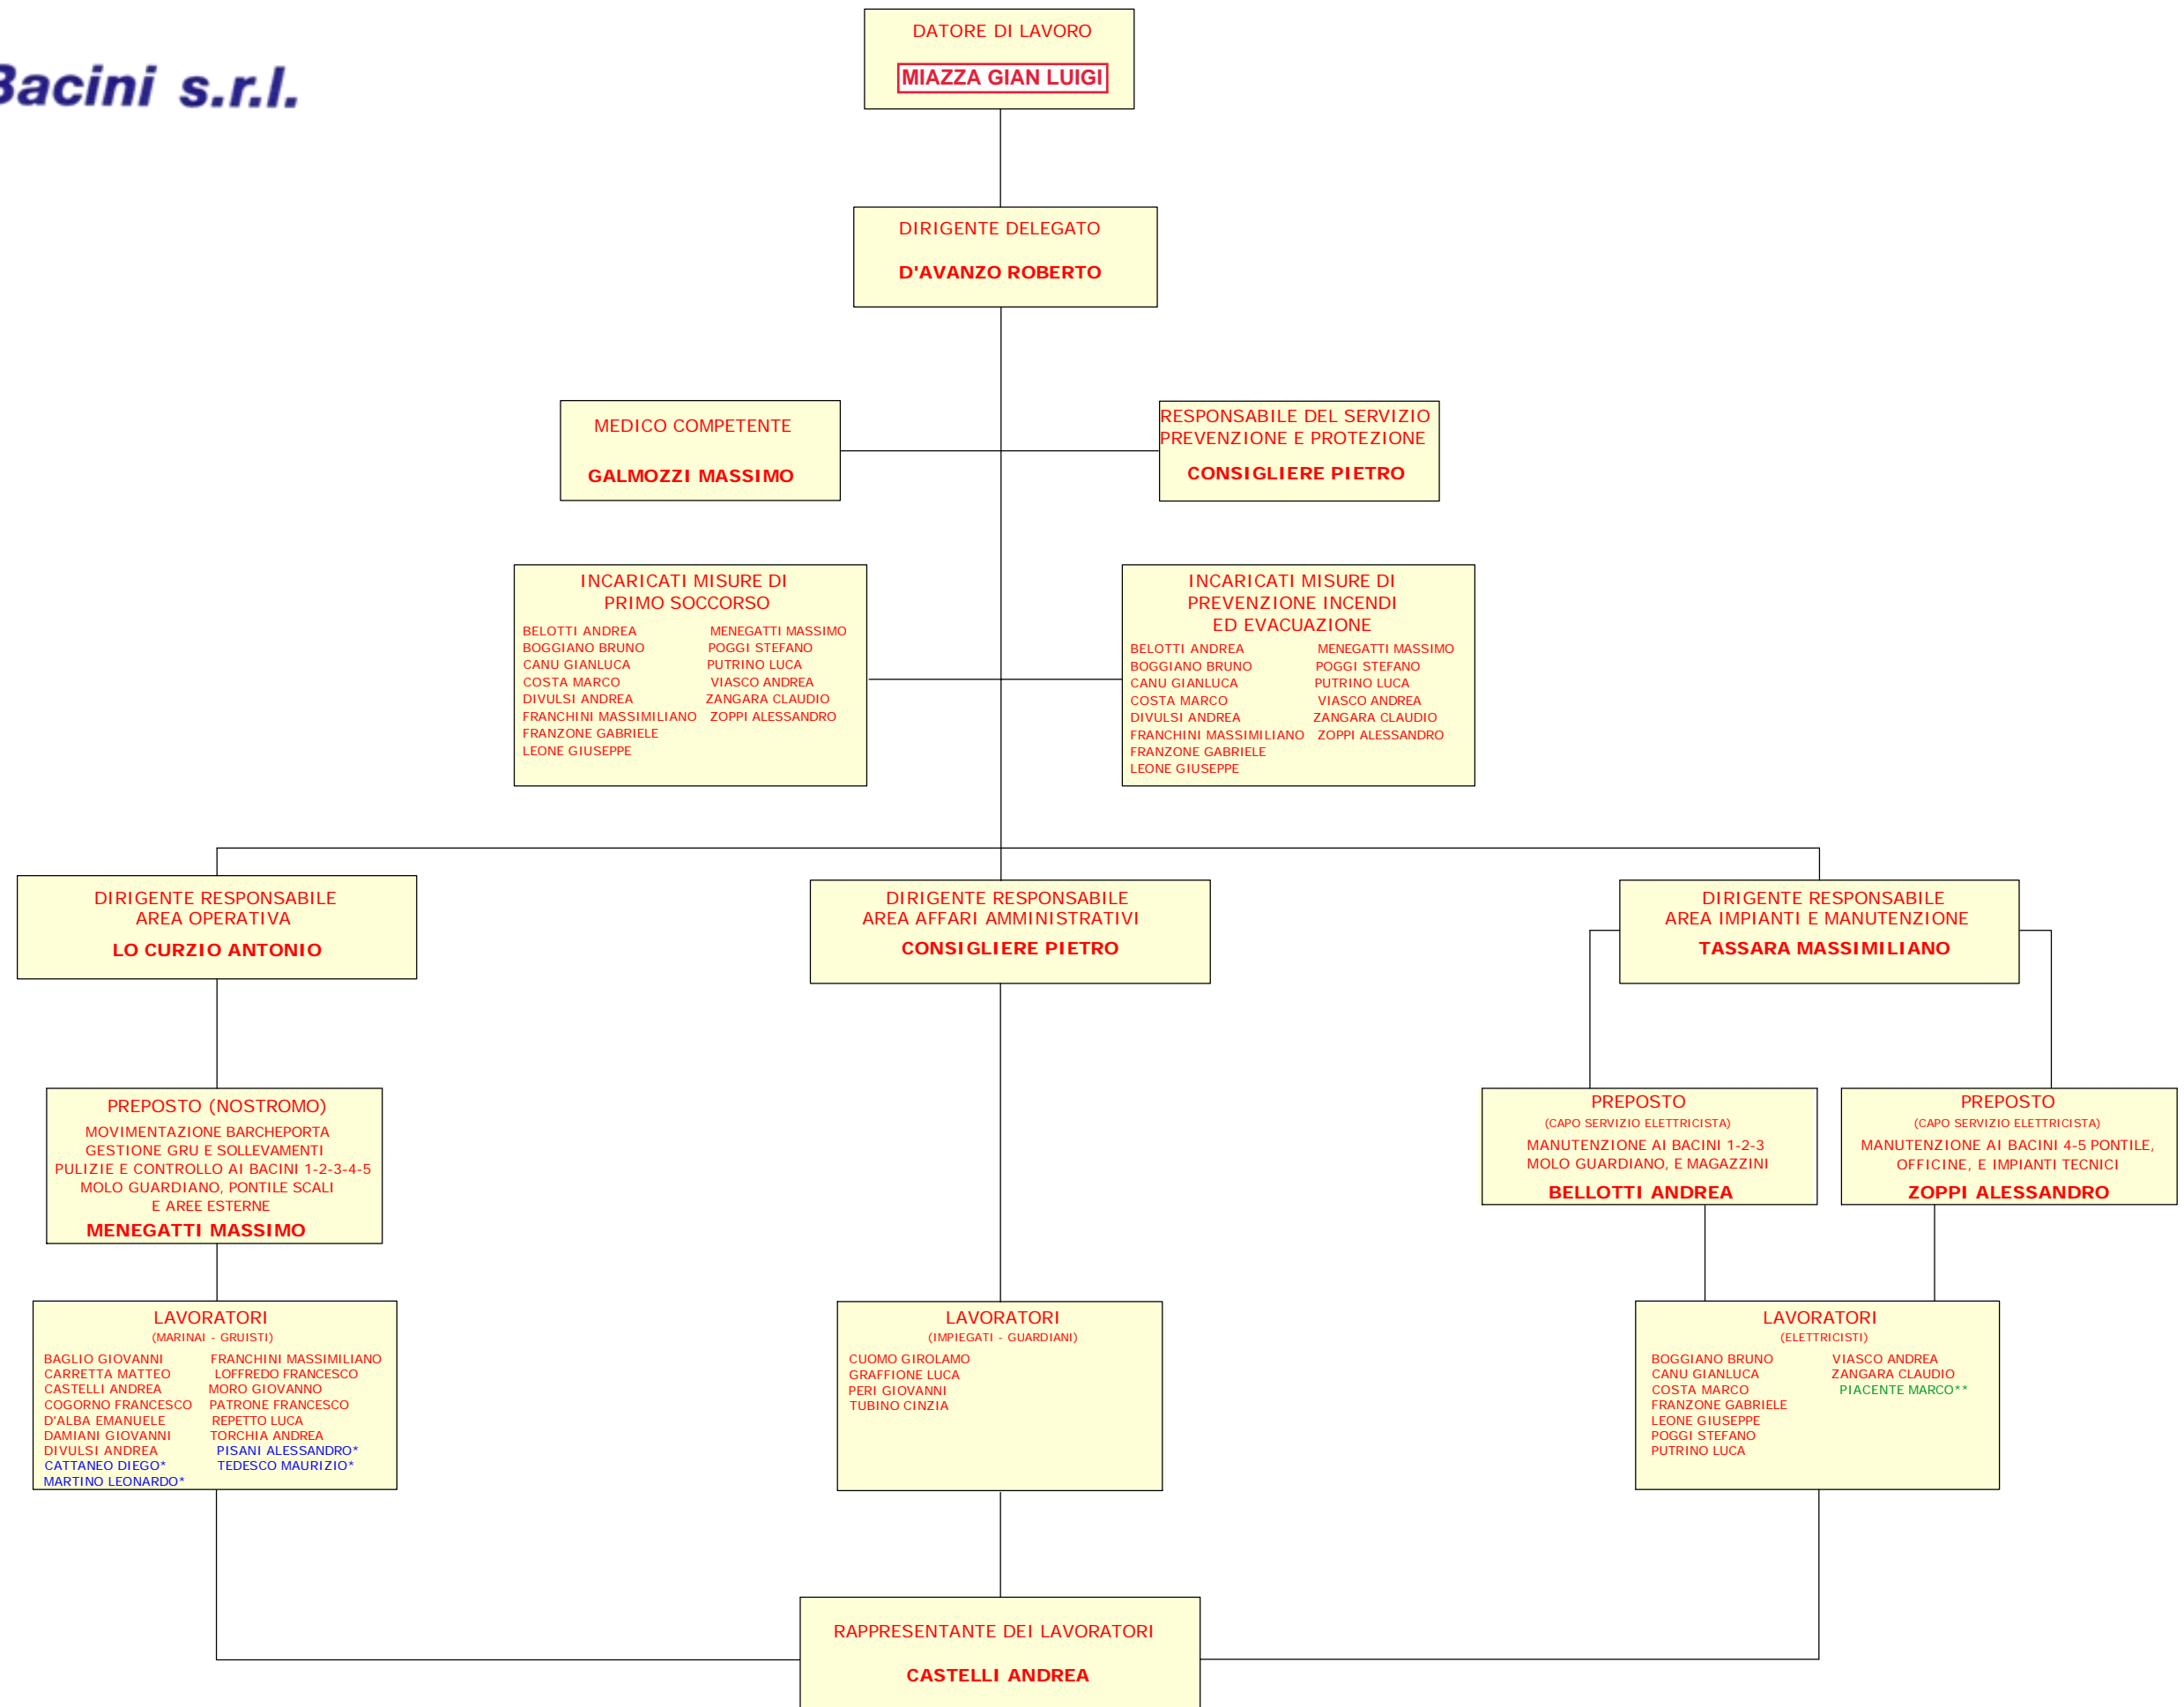 Bacini s.r.l.
DATORE DI LAVORO
MIAZZA GIAN LUIGI
DIRIGENTE DELEGATO
D'AVANZO ROBERTO
MEDICO COMPETENTE
GALMOZZI MASSIMO
RESPONSABILE DEL SERVIZIO
PREVENZIONE E PROTEZIONE
CONSIGLIERE PIETRO
INCARICATI MISURE DI
PRIMO SOCCORSO
BELOTTI ANDREA MENEGATTI MASSIMO
BOGGIANO BRUNO POGGI STEFANO
CANU GIANLUCA PUTRINO LUCA
COSTA MARCO VIASCO ANDREA
DIVULSI ANDREA ZANGARA CLAUDIO
FRANCHINI MASSIMILIANO ZOPPI ALESSANDRO
FRANZONE GABRIELE
LEONE GIUSEPPE
INCARICATI MISURE DI
PREVENZIONE INCENDI
ED EVACUAZIONE
BELOTTI ANDREA MENEGATTI MASSIMO
BOGGIANO BRUNO POGGI STEFANO
CANU GIANLUCA PUTRINO LUCA
COSTA MARCO VIASCO ANDREA
DIVULSI ANDREA ZANGARA CLAUDIO
FRANCHINI MASSIMILIANO ZOPPI ALESSANDRO
FRANZONE GABRIELE
LEONE GIUSEPPE
DIRIGENTE RESPONSABILE
AREA OPERATIVA
LO CURZIO ANTONIO
DIRIGENTE RESPONSABILE
AREA AFFARI AMMINISTRATIVI
CONSIGLIERE PIETRO
DIRIGENTE RESPONSABILE
AREA IMPIANTI E MANUTENZIONE
TASSARA MASSIMILIANO
PREPOSTO (NOSTROMO)
MOVIMENTAZIONE BARCHEPORTA
GESTIONE GRU E SOLLEVAMENTI
PULIZIE E CONTROLLO AI BACINI 1-2-3-4-5
MOLO GUARDIANO, PONTILE SCALI
E AREE ESTERNE
MENEGATTI MASSIMO
PREPOSTO
(CAPO SERVIZIO ELETTRICISTA)
MANUTENZIONE AI BACINI 1-2-3
MOLO GUARDIANO, E MAGAZZINI
BELLOTTI ANDREA
PREPOSTO
(CAPO SERVIZIO ELETTRICISTA)
MANUTENZIONE AI BACINI 4-5 PONTILE,
OFFICINE, E IMPIANTI TECNICI
ZOPPI ALESSANDRO
LAVORATORI
(MARINAI - GRUISTI)
BAGLIO GIOVANNI FRANCHINI MASSIMILIANO
CARRETTA MATTEO LOFFREDO FRANCESCO
CASTELLI ANDREA MORO GIOVANNO
COGORNO FRANCESCO PATRONE FRANCESCO
D'ALBA EMANUELE REPETTO LUCA
DAMIANI GIOVANNI TORCHIA ANDREA
DIVULSI ANDREA PISANI ALESSANDRO*
CATTANEO DIEGO* TEDESCO MAURIZIO*
MARTINO LEONARDO*
LAVORATORI
(IMPIEGATI - GUARDIANI)
CUOMO GIROLAMO
GRAFFIONE LUCA
PERI GIOVANNI
TUBINO CINZIA
LAVORATORI
(ELETTRICISTI)
BOGGIANO BRUNO VIASCO ANDREA
CANU GIANLUCA ZANGARA CLAUDIO
COSTA MARCO PIACENTE MARCO**
FRANZONE GABRIELE
LEONE GIUSEPPE
POGGI STEFANO
PUTRINO LUCA
RAPPRESENTANTE DEI LAVORATORI
CASTELLI ANDREA